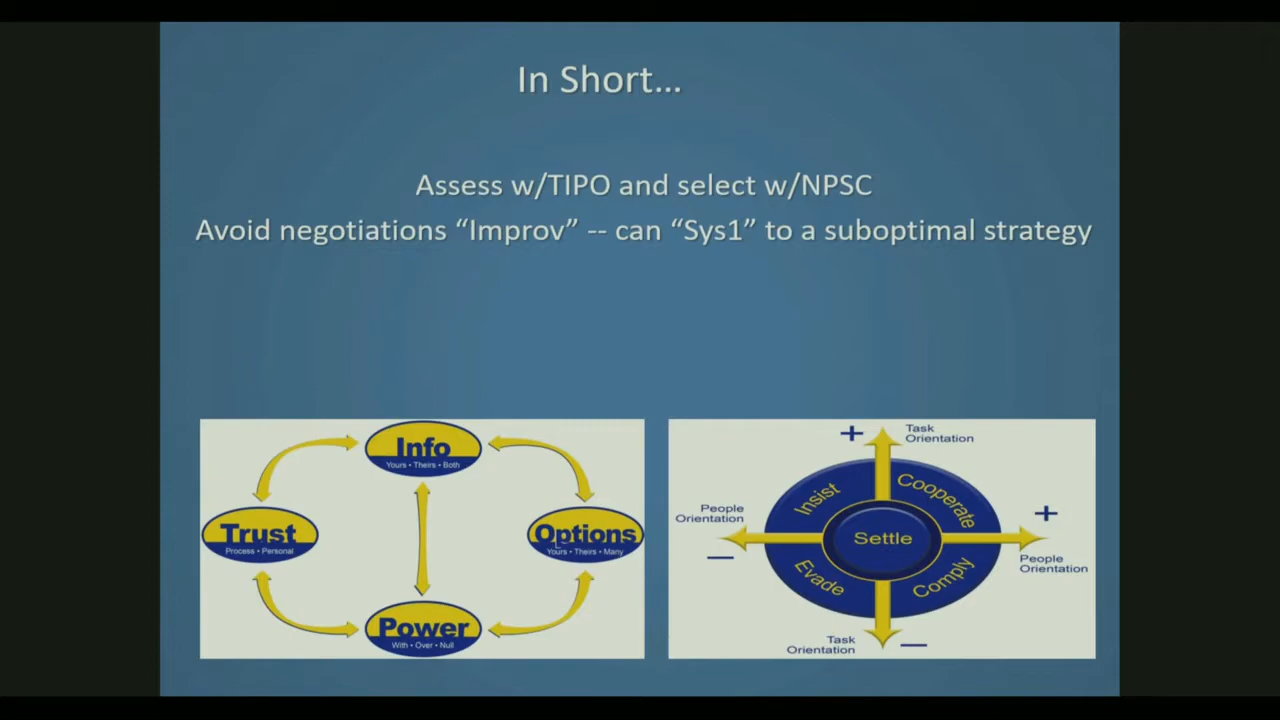 In Short...
Assess w/TIPO and select w/NPSC
Avoid negotiations “Improv” -- can “Sys1” to a suboptimal strategy
Info
Yours • Theirs • Both
Trust
Process • Personal
Options
Yours • Theirs • Many
Power
With • Over • Null
+
Task
Orientation
Insist
Cooperate
People
Orientation
–
Settle
+
People
Orientation
Evade
Comply
Task
Orientation
–